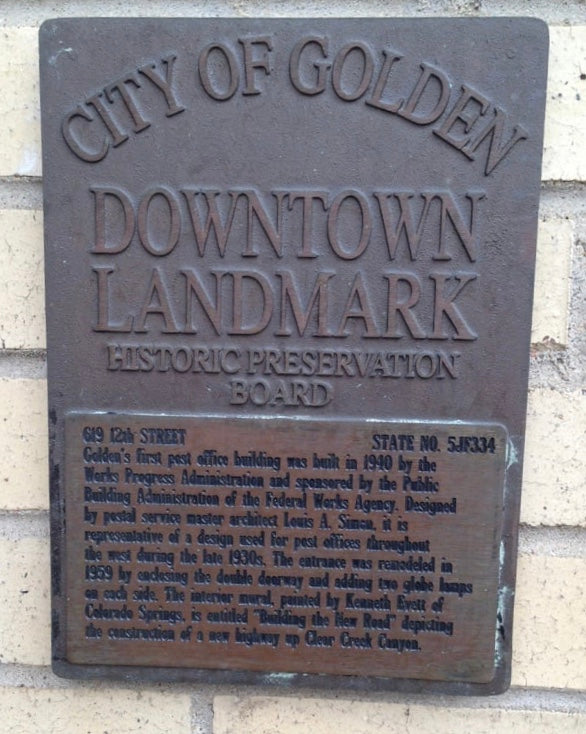 CITY OF GOLDEN
DOWNTOWN
LANDMARK
HISTORIC PRESERVATION
BOARD
619 12th STREET STATE NO. 5JF334
Golden's first post office building was built in 1940 by the
Works Progress Administration and sponsored by the Public
Building Administration of the Federal Works Agency. Designed
by postal service master architect Louis A. Simon, it is
representative of a design used for post offices throughout
the west during the late 1930s. The entrance was remodeled in
1959 by enclosing the double doorway and adding two globe lamps
on each side. The interior mural, painted by Kenneth Evett of
Colorado Springs, is entitled "Building the New Road" depicting
the construction of a new highway up Clear Creek Canyon.